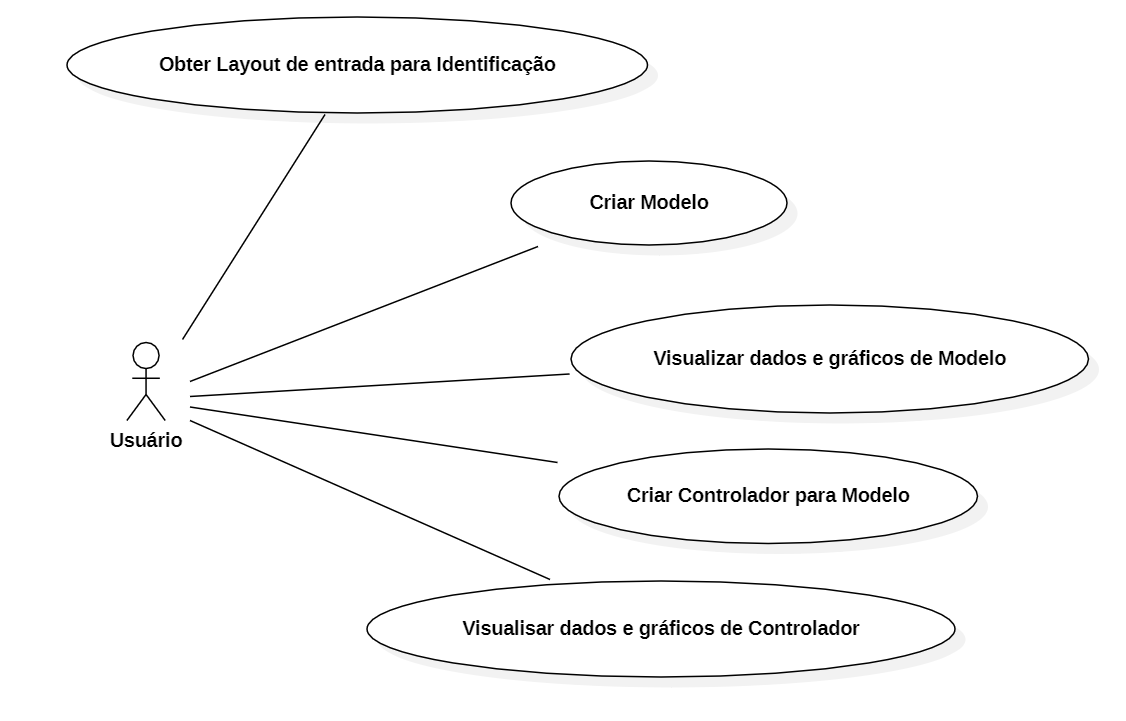 Obter Layout de entrada para Identificação
Criar Modelo
Visualizar dados e gráficos de Modelo
Usuário
Criar Controlador para Modelo
Visualisar dados e gráficos de Controlador